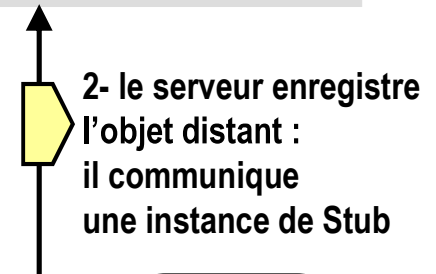 2- le serveur enregistre
l'objet distant :
il communique
une instance de Stub